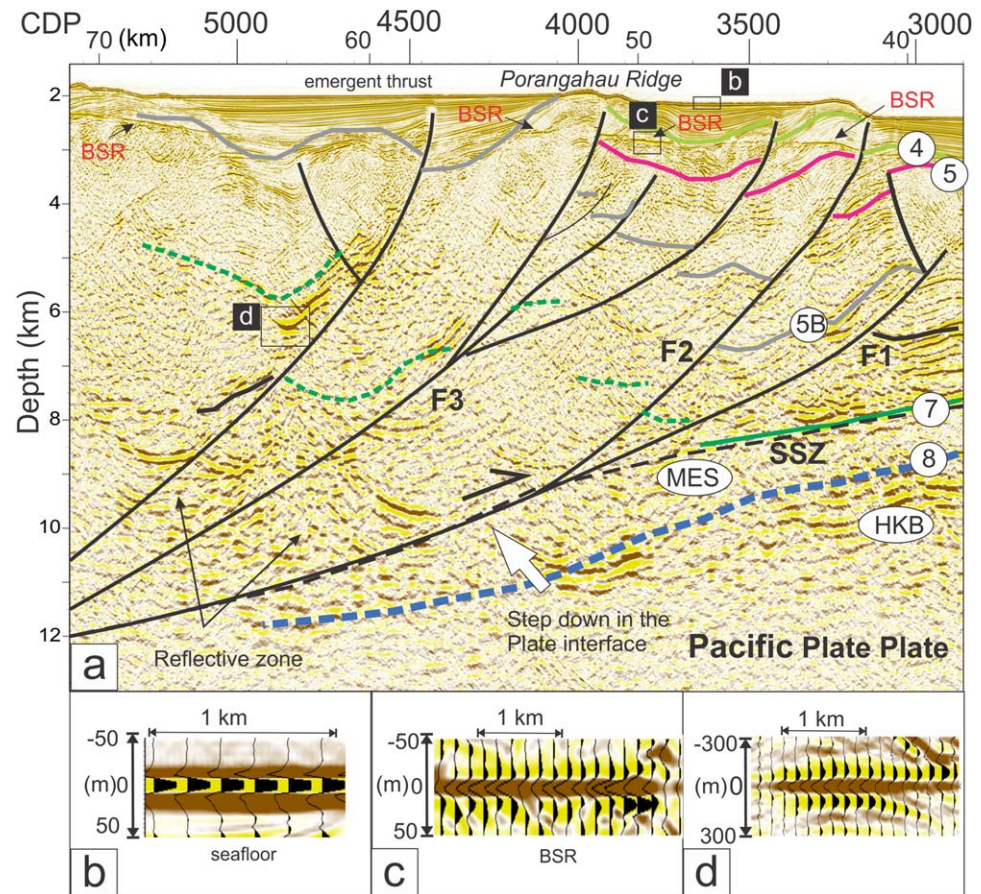 CDP 5000 4500 4000 3500 3000
70 (km) 60 50 40
emergent thrust Porangahau Ridge b
2
BSR
c
BSR
BSR
BSR
4
5
Depth (km)
4
6
8
10
12
d
5B
F3
F2
F1
7
SSZ
MES
8
HKB
Step down in the
Plate interface
Reflective zone
Pacific Plate Plate
a
1 km
-50
(m) 0
50
seafloor
b
1 km
-50
(m) 0
50
BSR
c
1 km
-300
(m) 0
300
d